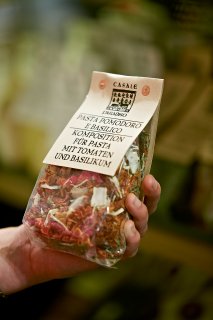 CASALE
PASTA POMODORO
E BASILICO
KOMPOSITION
FÜR PASTA
MIT TOMATEN
UND BASILIKUM